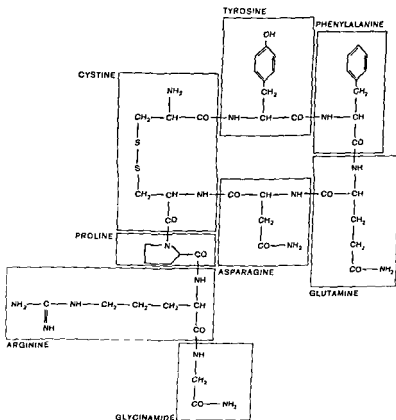 TYROSINE
PHENYLALANINE
OH
CYSTINE
NH2
CH2
CH2
CH2 — CH — CO — NH — CH — CO — NH — CH
CO
S
S
NH
CH2 — CH — NH — CO — CH — NH — CO — CH
CO
CH2
CH2
PROLINE
N
CO
CO — NH2
CH2
ASPARAGINE
CO — NH2
NH
GLUTAMINE
NH2 — C — NH — CH2 — CH2 — CH2 — CH
NH
CO
ARGININE
NH
CH2
CO — NH2
GLYCINAMIDE